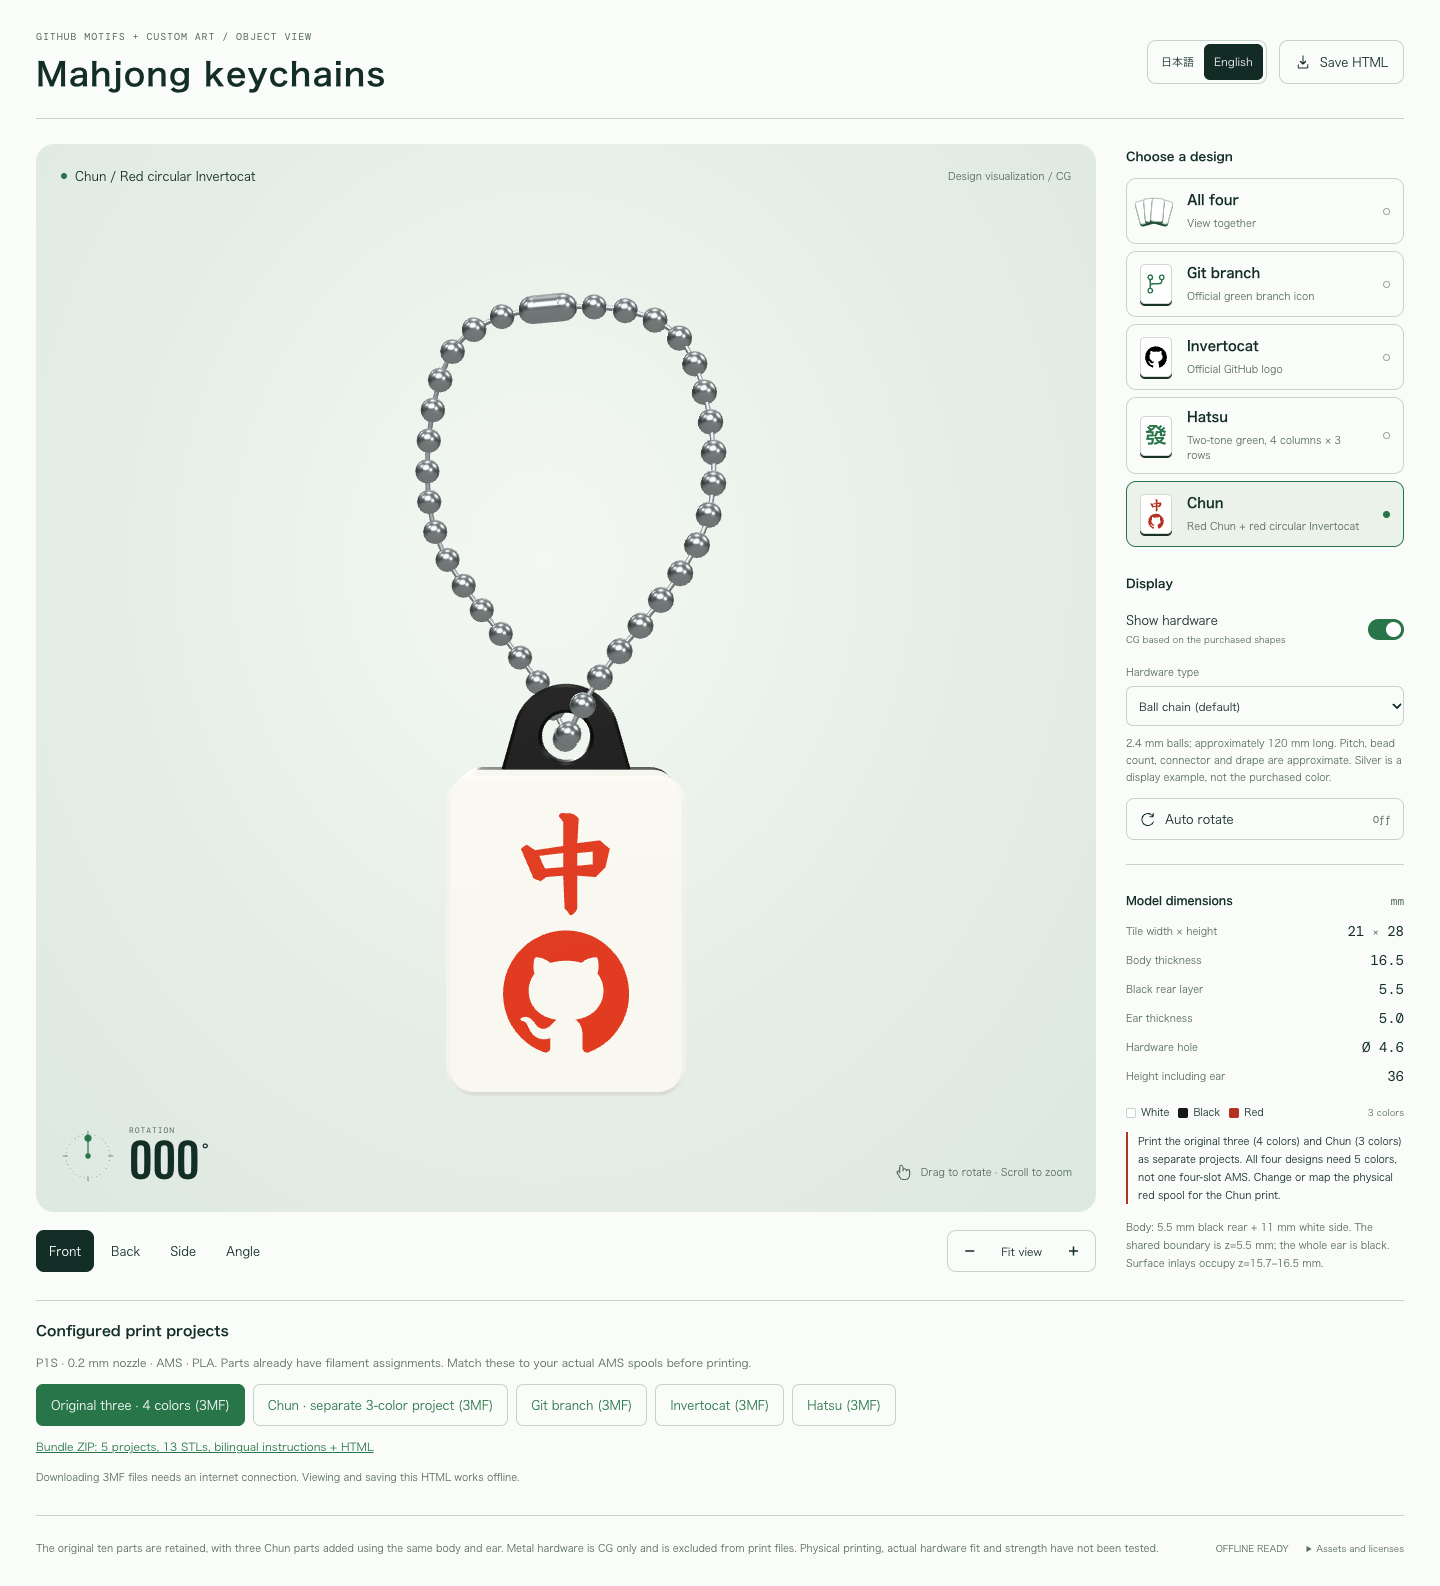 GITHUB MOTIFS + CUSTOM ART / OBJECT VIEW
Mahjong keychains
日本語
English
Save HTML
Chun / Red circular Invertocat
Design visualization / CG
中
ROTATION
000°
Drag to rotate · Scroll to zoom
Front
Back
Side
Angle
Fit view
Choose a design
All four
View together
Git branch
Official green branch icon
Invertocat
Official GitHub logo
發
Hatsu
Two-tone green, 4 columns × 3
rows
中
Chun
Red Chun + red circular Invertocat
Display
Show hardware
CG based on the purchased shapes
Hardware type
Ball chain (default)
2.4 mm balls; approximately 120 mm long. Pitch, bead
count, connector and drape are approximate. Silver is a
display example, not the purchased color.
Auto rotate
Off
Model dimensions
mm
Tile width × height
21 × 28
Body thickness
16.5
Black rear layer
5.5
Ear thickness
5.0
Hardware hole
Ø 4.6
Height including ear
36
White
Black
Red
3 colors
Print the original three (4 colors) and Chun (3 colors)
as separate projects. All four designs need 5 colors,
not one four-slot AMS. Change or map the physical
red spool for the Chun print.
Body: 5.5 mm black rear + 11 mm white side. The
shared boundary is z=5.5 mm; the whole ear is black.
Surface inlays occupy z=15.7–16.5 mm.
Configured print projects
P1S · 0.2 mm nozzle · AMS · PLA. Parts already have filament assignments. Match these to your actual AMS spools before printing.
Original three · 4 colors (3MF)
Chun · separate 3-color project (3MF)
Git branch (3MF)
Invertocat (3MF)
Hatsu (3MF)
Bundle ZIP: 5 projects, 13 STLs, bilingual instructions + HTML
Downloading 3MF files needs an internet connection. Viewing and saving this HTML works offline.
The original ten parts are retained, with three Chun parts added using the same body and ear. Metal hardware is CG only and is excluded from print files. Physical printing, actual hardware fit and strength have not been tested.
OFFLINE READY
Assets and licenses